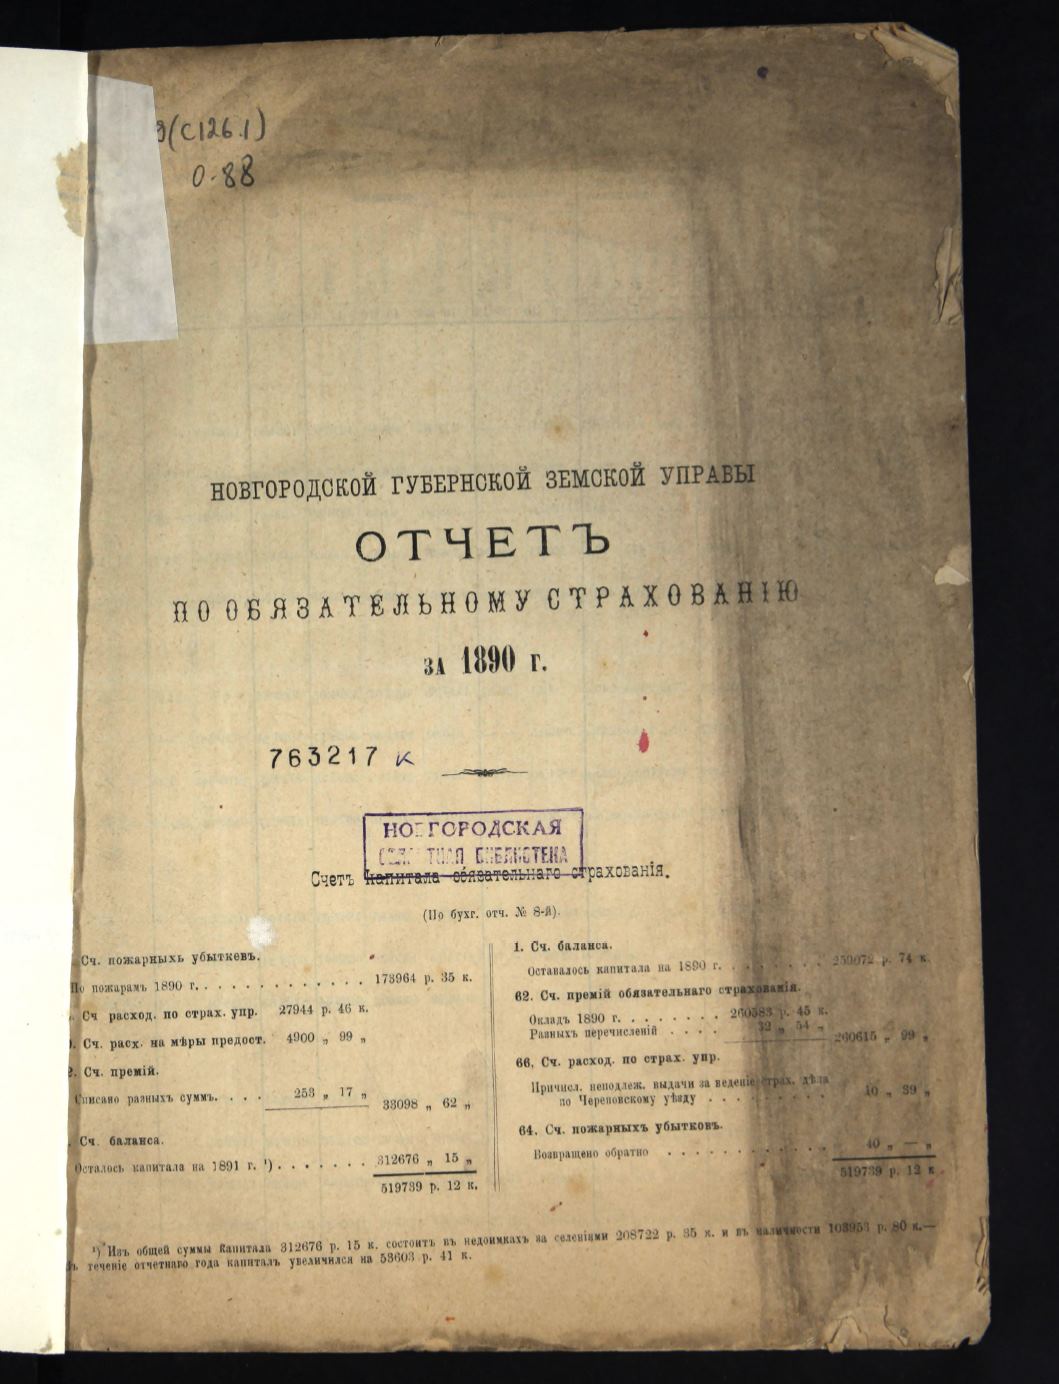 (С126.1)
0-88
НОВГОРОДСКОЙ ГУБЕРНСКОЙ ЗЕМСКОЙ УПРАВЫ
ОТЧЕТЪ
ПО ОБЯЗАТЕЛЬНОМУ СТРАХОВАНІЮ
ЗА 1890 г.
763217 к
НОВГОРОДСКАЯ
БИБЛИОТЕКА
Счетъ капитала обязательнаго страхованія.
(По бухг. отч. № 8-й).
Сч. пожарныхъ убытковъ.
По пожарамъ 1890 г. . . . . . . . . . . . . 173964 р. 35 к.
Сч расход. по страх. упр. 27944 р. 46 к.
Сч. расх. на мѣры предост. 4900 „ 99 „
Сч. премій.
Списано разныхъ суммъ. . . . 253 „ 17 „
33098 „ 62 „
Сч. баланса.
Осталось капитала на 1891 г. ¹) . . . . . . . 312676 „ 15 „
519739 р. 12 к.
1. Сч. баланса.
Оставалось капитала на 1890 г. . . . . . . . . 259072 р. 74 к.
62. Сч. премій обязательнаго страхованія.
Окладъ 1890 г. . . . . . . . 260583 р. 45 к.
Разныхъ перечисленій . . . . 32 „ 54 „
260615 „ 99 „
66. Сч. расход. по страх. упр.
Причисл. неподлеж. выдачи за веденіе страх. дѣла
по Череповскому уѣзду . . . . . . . . . 10 „ 39 „
64. Сч. пожарныхъ убытковъ.
Возвращено обратно . . . . . . . . . . . . 40 „ — „
519739 р. 12 к
¹) Изъ общей суммы капитала 312676 р. 15 к. состоитъ въ недоимкахъ за селеніями 208722 р. 35 к. и въ наличности 103953 р. 80 к.—
теченіе отчетнаго года капиталъ увеличился на 53603 р. 41 к.